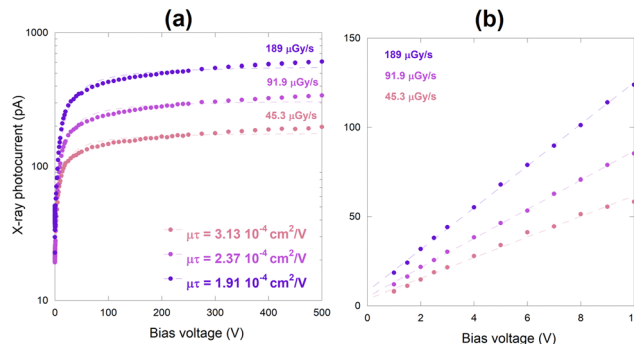 (a)
1000
100
10
X-ray photocurrent (pA)
189 μGy/s
91.9 μGy/s
45.3 μGy/s
μτ = 3.13 10⁻⁴ cm²/V
μτ = 2.37 10⁻⁴ cm²/V
μτ = 1.91 10⁻⁴ cm²/V
0 100 200 300 400 500
Bias voltage (V)
(b)
150
100
50
0
189 μGy/s
91.9 μGy/s
45.3 μGy/s
0 2 4 6 8
Bias voltage (V)